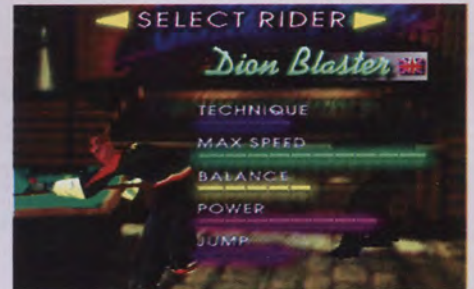 SELECT RIDER
Dion Blaster
TECHNIQUE
MAX SPEED
BALANCE
POWER
JUMP